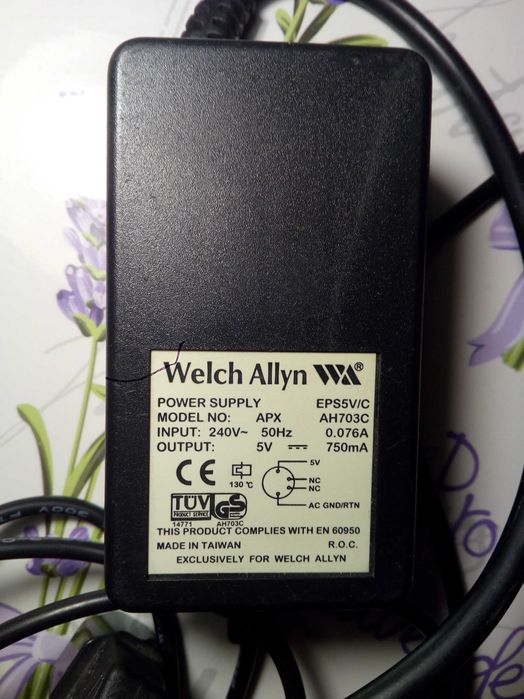 Welch Allyn WA®
POWER SUPPLY EPS5V/C
MODEL NO: APX AH703C
INPUT: 240V~ 50Hz 0.076A
OUTPUT: 5V 750mA
CE 130 °C 5V
NC
NC
AC GND/RTN
TÜV GS
PRODUCT SERVICE
14771 AH703C
THIS PRODUCT COMPLIES WITH EN 60950
MADE IN TAIWAN R.O.C.
EXCLUSIVELY FOR WELCH ALLYN
300V